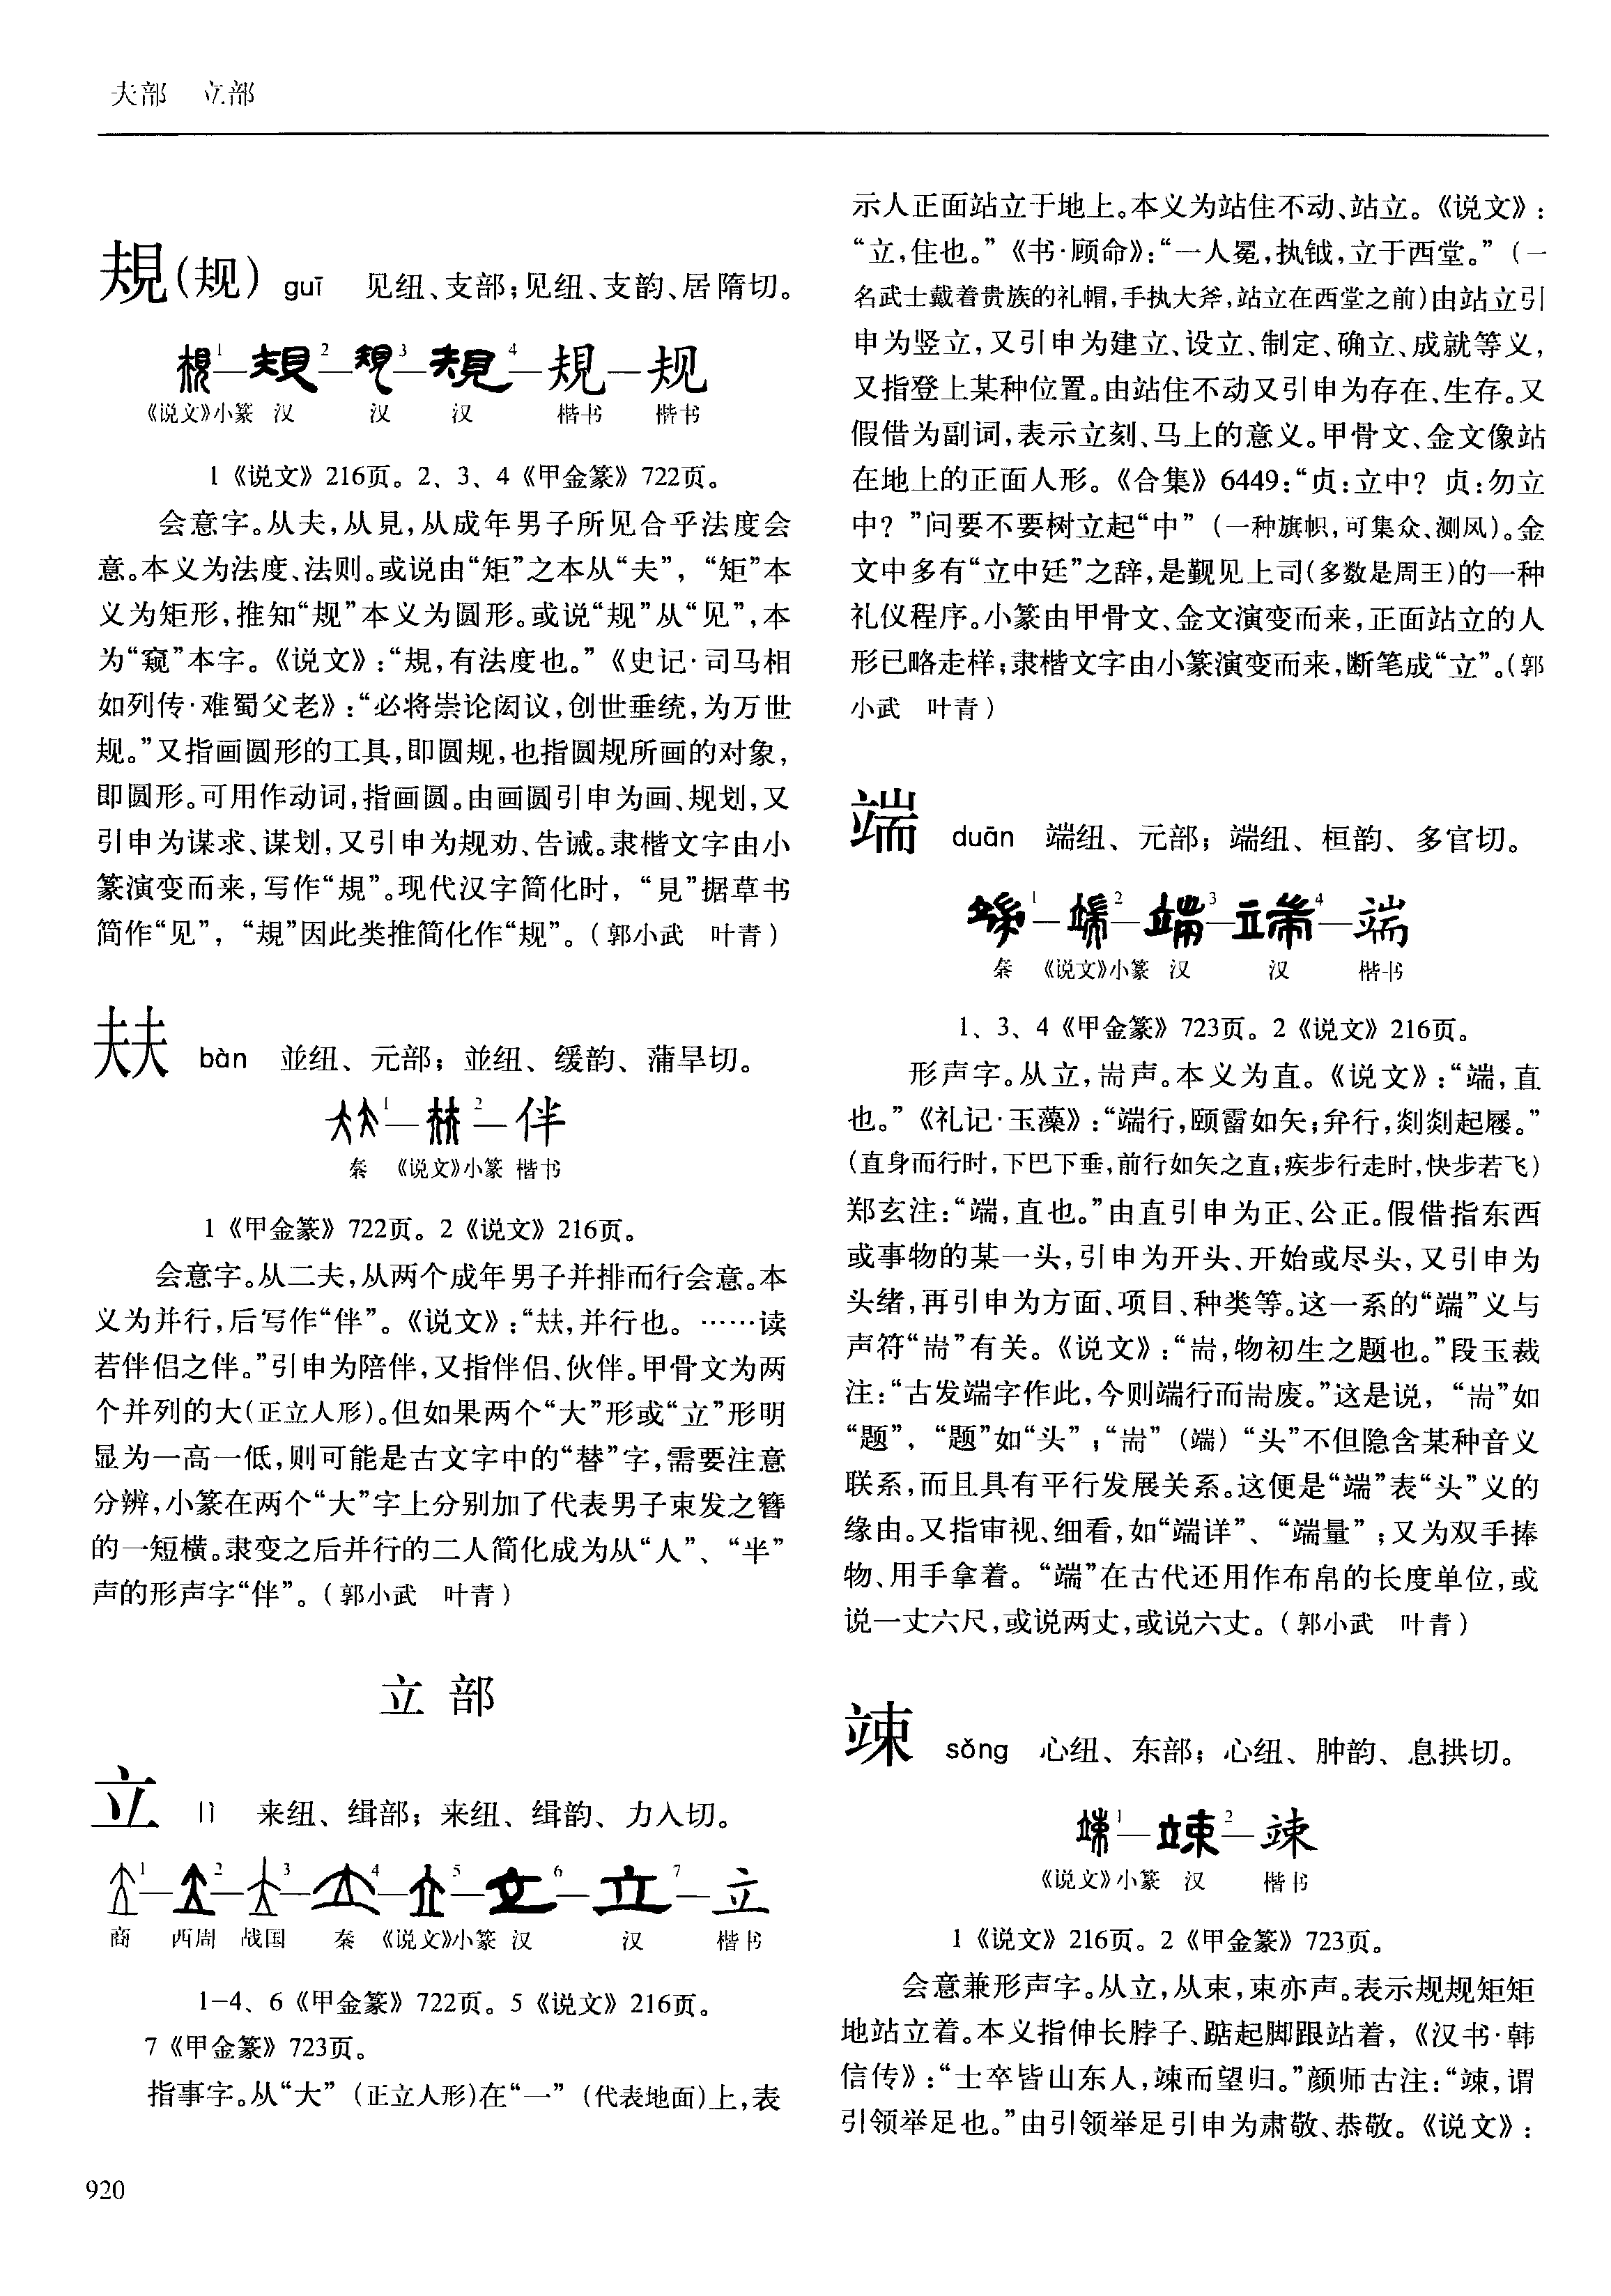 夫部　立部
規(规) guī　见纽、支部;见纽、支韵、居隋切。
規1—規2—規3—規4—規—规
《说文》小篆　汉　汉　汉　楷书　楷书
1《说文》216页。2、3、4《甲金篆》722页。
会意字。从夫,从見,从成年男子所见合乎法度会
意。本义为法度、法则。或说由“矩”之本从“夫”,“矩”本
义为矩形,推知“规”本义为圆形。或说“规”从“见”,本
为“窥”本字。《说文》:“規,有法度也。”《史记·司马相
如列传·难蜀父老》:“必将崇论闳议,创世垂统,为万世
规。”又指画圆形的工具,即圆规,也指圆规所画的对象,
即圆形。可用作动词,指画圆。由画圆引申为画、规划,又
引申为谋求、谋划,又引申为规劝、告诫。隶楷文字由小
篆演变而来,写作“規”。现代汉字简化时,“見”据草书
简作“见”,“規”因此类推简化作“规”。(郭小武　叶青)
㚘 bàn　並纽、元部;並纽、缓韵、蒲旱切。
㚘1—㚘2—伴
秦　《说文》小篆　楷书
1《甲金篆》722页。2《说文》216页。
会意字。从二夫,从两个成年男子并排而行会意。本
义为并行,后写作“伴”。《说文》:“㚘,并行也。……读
若伴侣之伴。”引申为陪伴,又指伴侣、伙伴。甲骨文为两
个并列的大(正立人形)。但如果两个“大”形或“立”形明
显为一高一低,则可能是古文字中的“替”字,需要注意
分辨,小篆在两个“大”字上分别加了代表男子束发之簪
的一短横。隶变之后并行的二人简化成为从“人”、“半”
声的形声字“伴”。(郭小武　叶青)
立部
立 lì　来纽、缉部;来纽、缉韵、力入切。
立1—立2—立3—立4—立5—立6—立7—立
商　西周　战国　秦　《说文》小篆　汉　汉　楷书
1-4、6《甲金篆》722页。5《说文》216页。
7《甲金篆》723页。
指事字。从“大”(正立人形)在“一”(代表地面)上,表
示人正面站立于地上。本义为站住不动、站立。《说文》:
“立,住也。”《书·顾命》:“一人冕,执钺,立于西堂。”(一
名武士戴着贵族的礼帽,手执大斧,站立在西堂之前)由站立引
申为竖立,又引申为建立、设立、制定、确立、成就等义,
又指登上某种位置。由站住不动又引申为存在、生存。又
假借为副词,表示立刻、马上的意义。甲骨文、金文像站
在地上的正面人形。《合集》6449:“贞:立中?贞:勿立
中?”问要不要树立起“中”(一种旗帜,可集众、测风)。金
文中多有“立中廷”之辞,是觐见上司(多数是周王)的一种
礼仪程序。小篆由甲骨文、金文演变而来,正面站立的人
形已略走样;隶楷文字由小篆演变而来,断笔成“立”。(郭
小武　叶青)
端 duān　端纽、元部;端纽、桓韵、多官切。
端1—端2—端3—端4—端
秦　《说文》小篆　汉　汉　楷书
1、3、4《甲金篆》723页。2《说文》216页。
形声字。从立,耑声。本义为直。《说文》:“端,直
也。”《礼记·玉藻》:“端行,颐霤如矢;弁行,剡剡起屦。”
(直身而行时,下巴下垂,前行如矢之直;疾步行走时,快步若飞)
郑玄注:“端,直也。”由直引申为正、公正。假借指东西
或事物的某一头,引申为开头、开始或尽头,又引申为
头绪,再引申为方面、项目、种类等。这一系的“端”义与
声符“耑”有关。《说文》:“耑,物初生之题也。”段玉裁
注:“古发端字作此,今则端行而耑废。”这是说,“耑”如
“题”,“题”如“头”;“耑”(端)“头”不但隐含某种音义
联系,而且具有平行发展关系。这便是“端”表“头”义的
缘由。又指审视、细看,如“端详”、“端量”;又为双手捧
物、用手拿着。“端”在古代还用作布帛的长度单位,或
说一丈六尺,或说两丈,或说六丈。(郭小武　叶青)
竦 sǒng　心纽、东部;心纽、肿韵、息拱切。
竦1—竦2—竦
《说文》小篆　汉　楷书
1《说文》216页。2《甲金篆》723页。
会意兼形声字。从立,从束,束亦声。表示规规矩矩
地站立着。本义指伸长脖子、踮起脚跟站着,《汉书·韩
信传》:“士卒皆山东人,竦而望归。”颜师古注:“竦,谓
引领举足也。”由引领举足引申为肃敬、恭敬。《说文》:
920